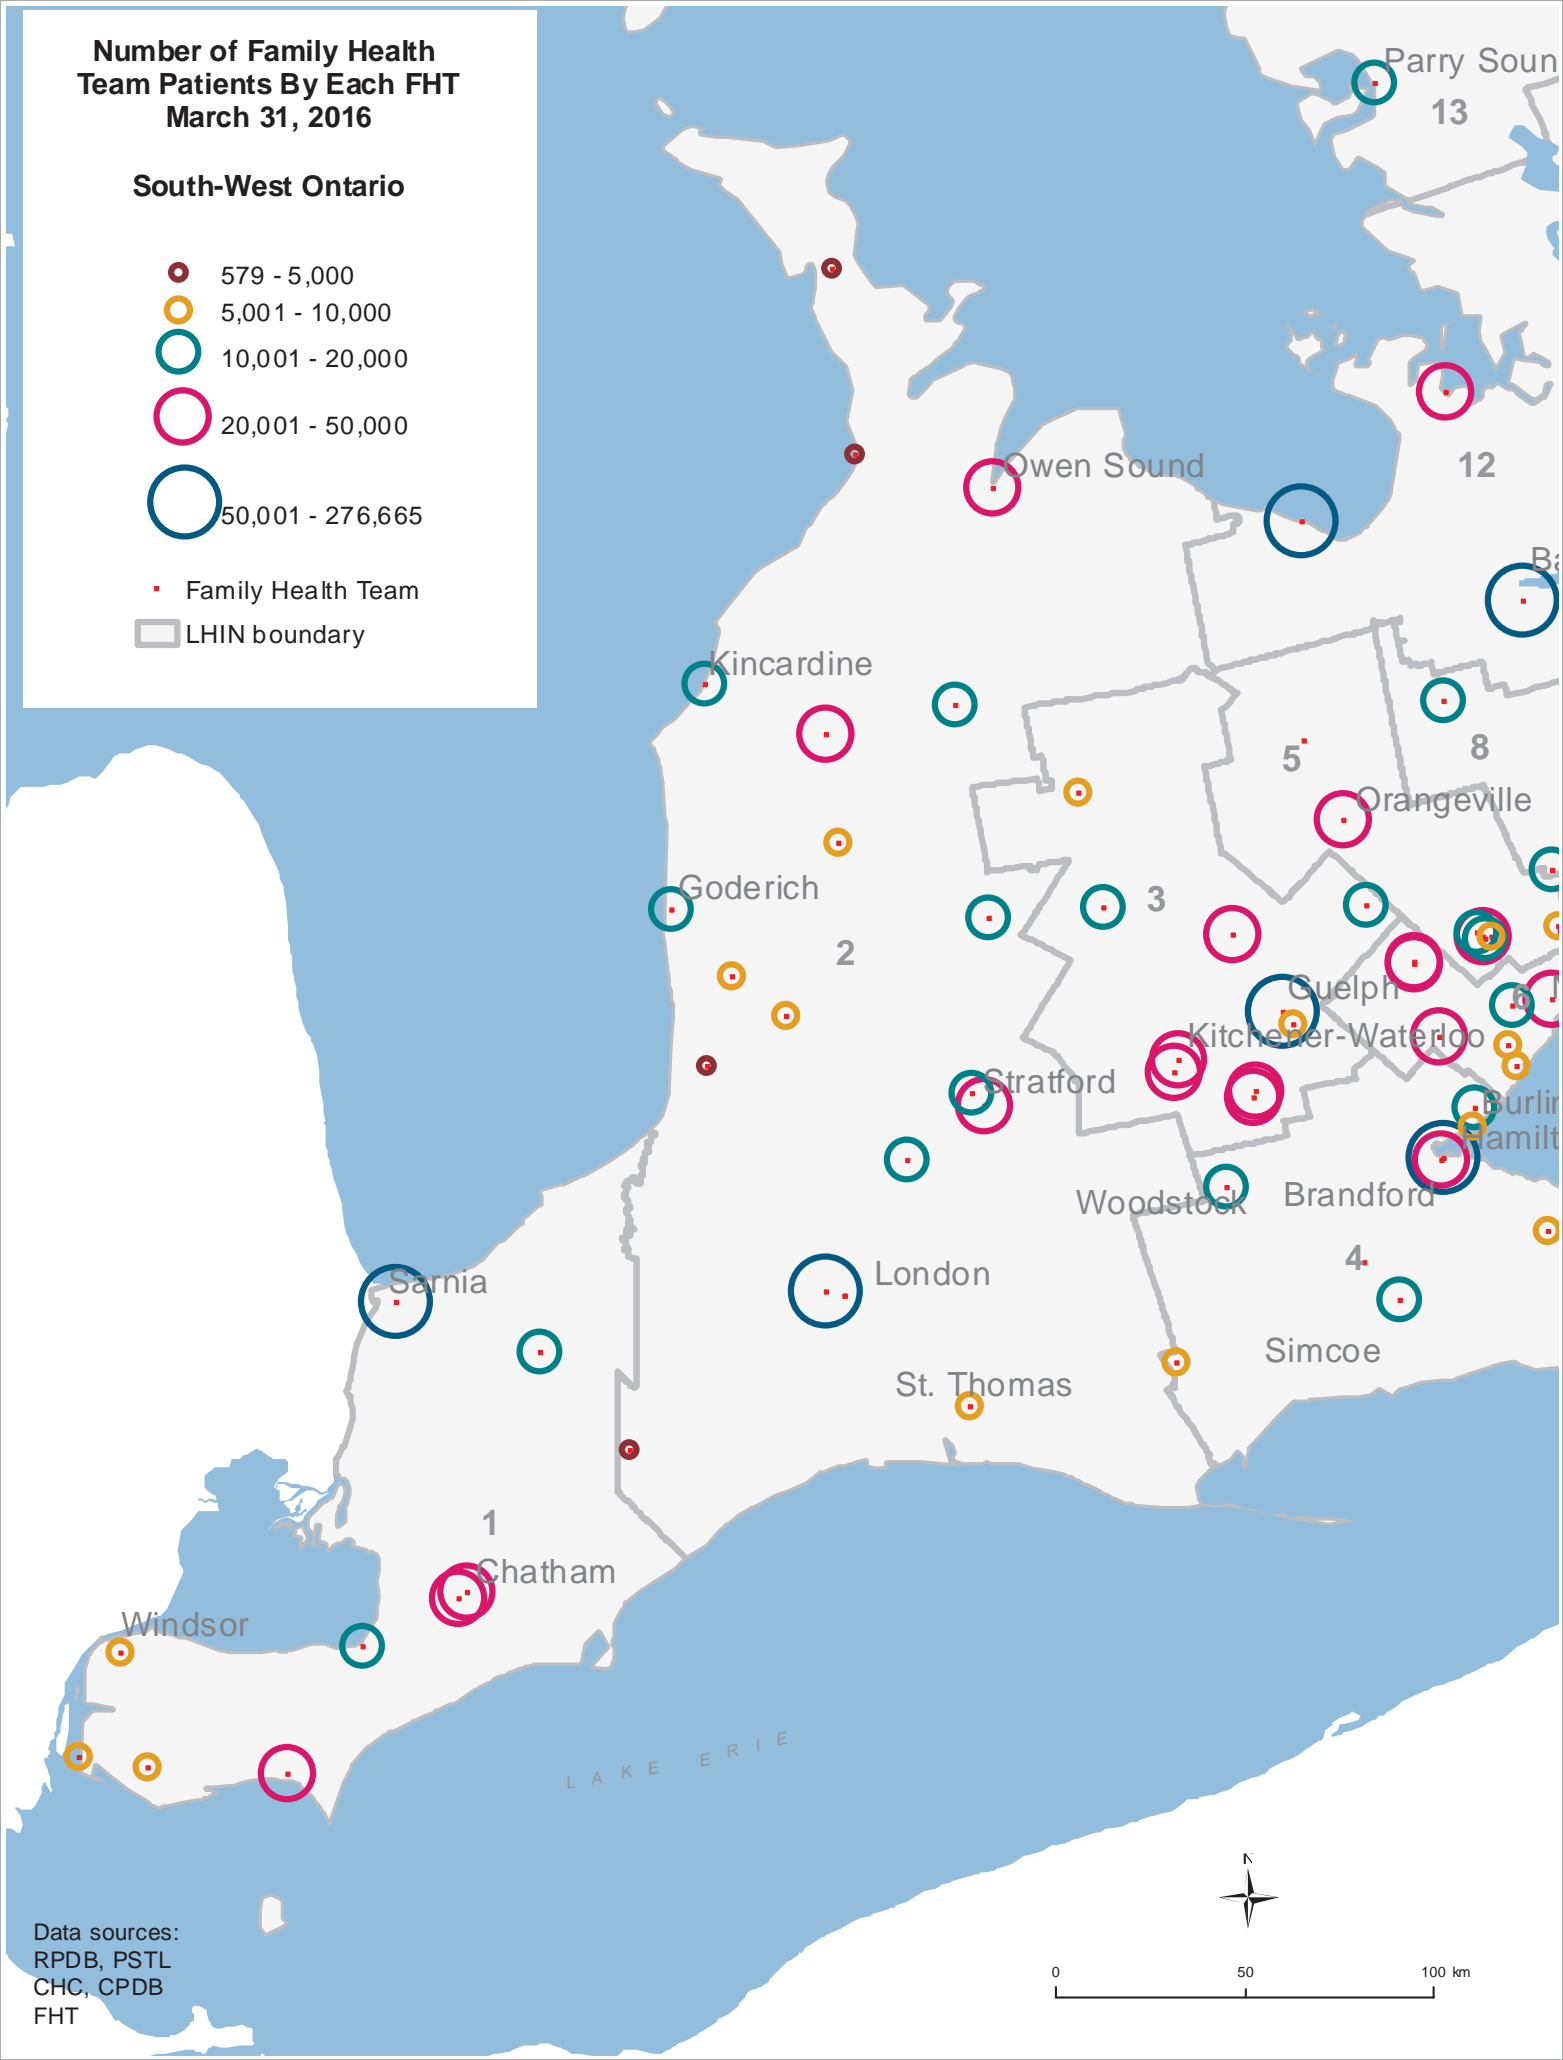 Number of Family Health
Team Patients By Each FHT
March 31, 2016
South-West Ontario
579 - 5,000
5,001 - 10,000
10,001 - 20,000
20,001 - 50,000
50,001 - 276,665
Family Health Team
LHIN boundary
Parry Soun
13
Owen Sound
12
Ba
Kincardine
5
8
Orangeville
Goderich
3
2
Guelph
6
Kitchener-Waterloo
Stratford
Burlin
Hamilt
Woodstock
Brandford
4
London
Sarnia
Simcoe
St. Thomas
1
Chatham
Windsor
LAKE ERIE
N
Data sources:
RPDB, PSTL
CHC, CPDB
FHT
0 50 100 km